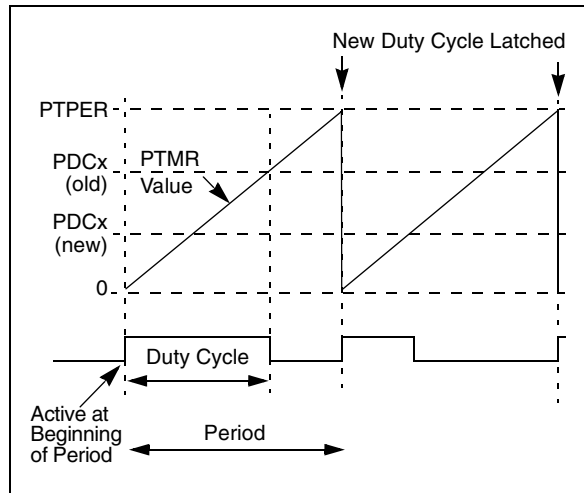 New Duty Cycle Latched
PTPER
PDCx
(old)
PTMR
Value
PDCx
(new)
0
Duty Cycle
Active at
Beginning
of Period
Period